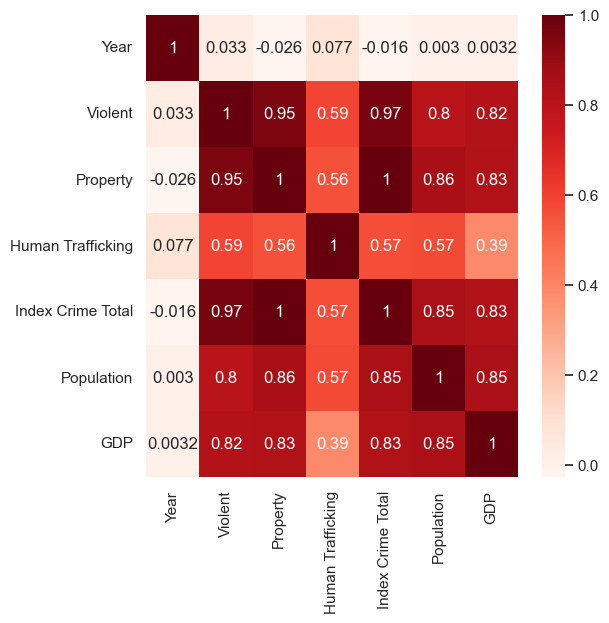 Year 1 0.033 -0.026 0.077 -0.016 0.003 0.0032
Violent 0.033 1 0.95 0.59 0.97 0.8 0.82
Property -0.026 0.95 1 0.56 1 0.86 0.83
Human Trafficking 0.077 0.59 0.56 1 0.57 0.57 0.39
Index Crime Total -0.016 0.97 1 0.57 1 0.85 0.83
Population 0.003 0.8 0.86 0.57 0.85 1 0.85
GDP 0.0032 0.82 0.83 0.39 0.83 0.85 1
Year
Violent
Property
Human Trafficking
Index Crime Total
Population
GDP
1.0
0.8
0.6
0.4
0.2
0.0